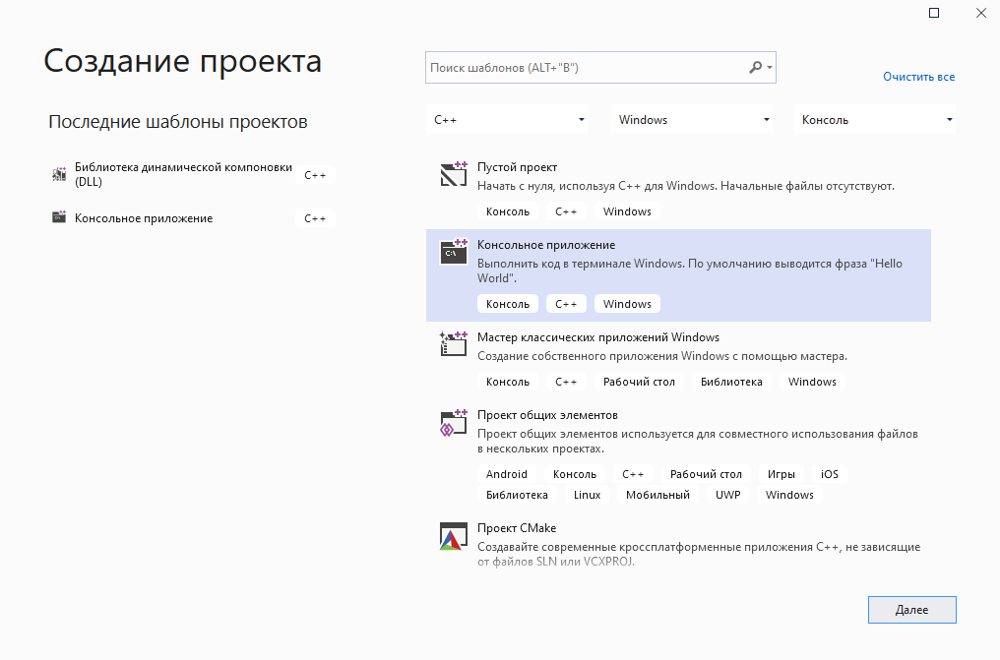 Создание проекта
Поиск шаблонов (ALT+"B")
Очистить все
Последние шаблоны проектов
C++
Windows
Консоль
Библиотека динамической компоновки
(DLL)
C++
Консольное приложение
C++
Пустой проект
Начать с нуля, используя C++ для Windows. Начальные файлы отсутствуют.
Консоль C++ Windows
C:\
Консольное приложение
Выполнить код в терминале Windows. По умолчанию выводится фраза "Hello
World".
Консоль C++ Windows
Мастер классических приложений Windows
Создание собственного приложения Windows с помощью мастера.
Консоль C++ Рабочий стол Библиотека Windows
Проект общих элементов
Проект общих элементов используется для совместного использования файлов
в нескольких проектах.
Android Консоль C++ Рабочий стол Игры iOS
Библиотека Linux Мобильный UWP Windows
Проект CMake
Создавайте современные кроссплатформенные приложения C++, не зависящие
от файлов SLN или VCXPROJ.
Далее